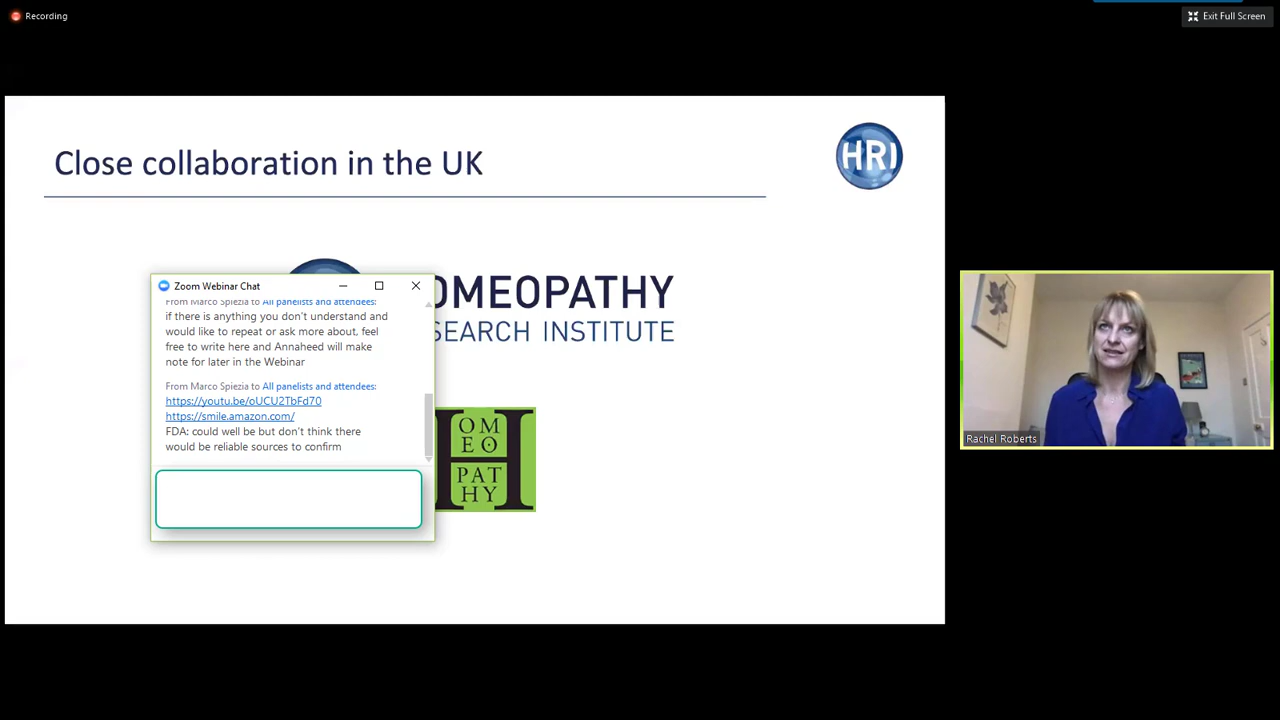 Recording
Exit Full Screen
Close collaboration in the UK
HRI
OMEOPATHY
SEARCH INSTITUTE
Zoom Webinar Chat
From Marco Spiezia to All panelists and attendees:
if there is anything you don't understand and
would like to repeat or ask more about, feel
free to write here and Annaheed will make
note for later in the Webinar
From Marco Spiezia to All panelists and attendees:
https://youtu.be/oUCU2TbFd70
https://smile.amazon.com/
FDA: could well be but don't think there
would be reliable sources to confirm
H
OM
EO
PAT
HY
Rachel Roberts